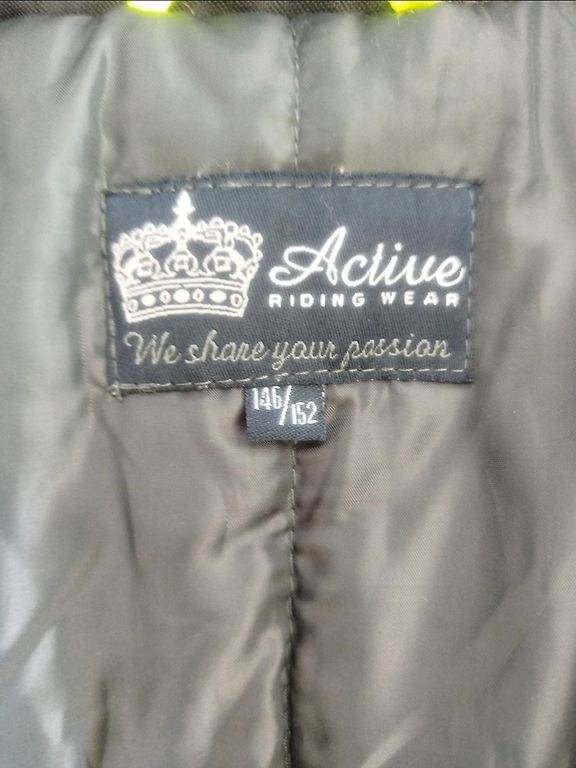 Active
RIDING WEAR
We share your passion
146/152